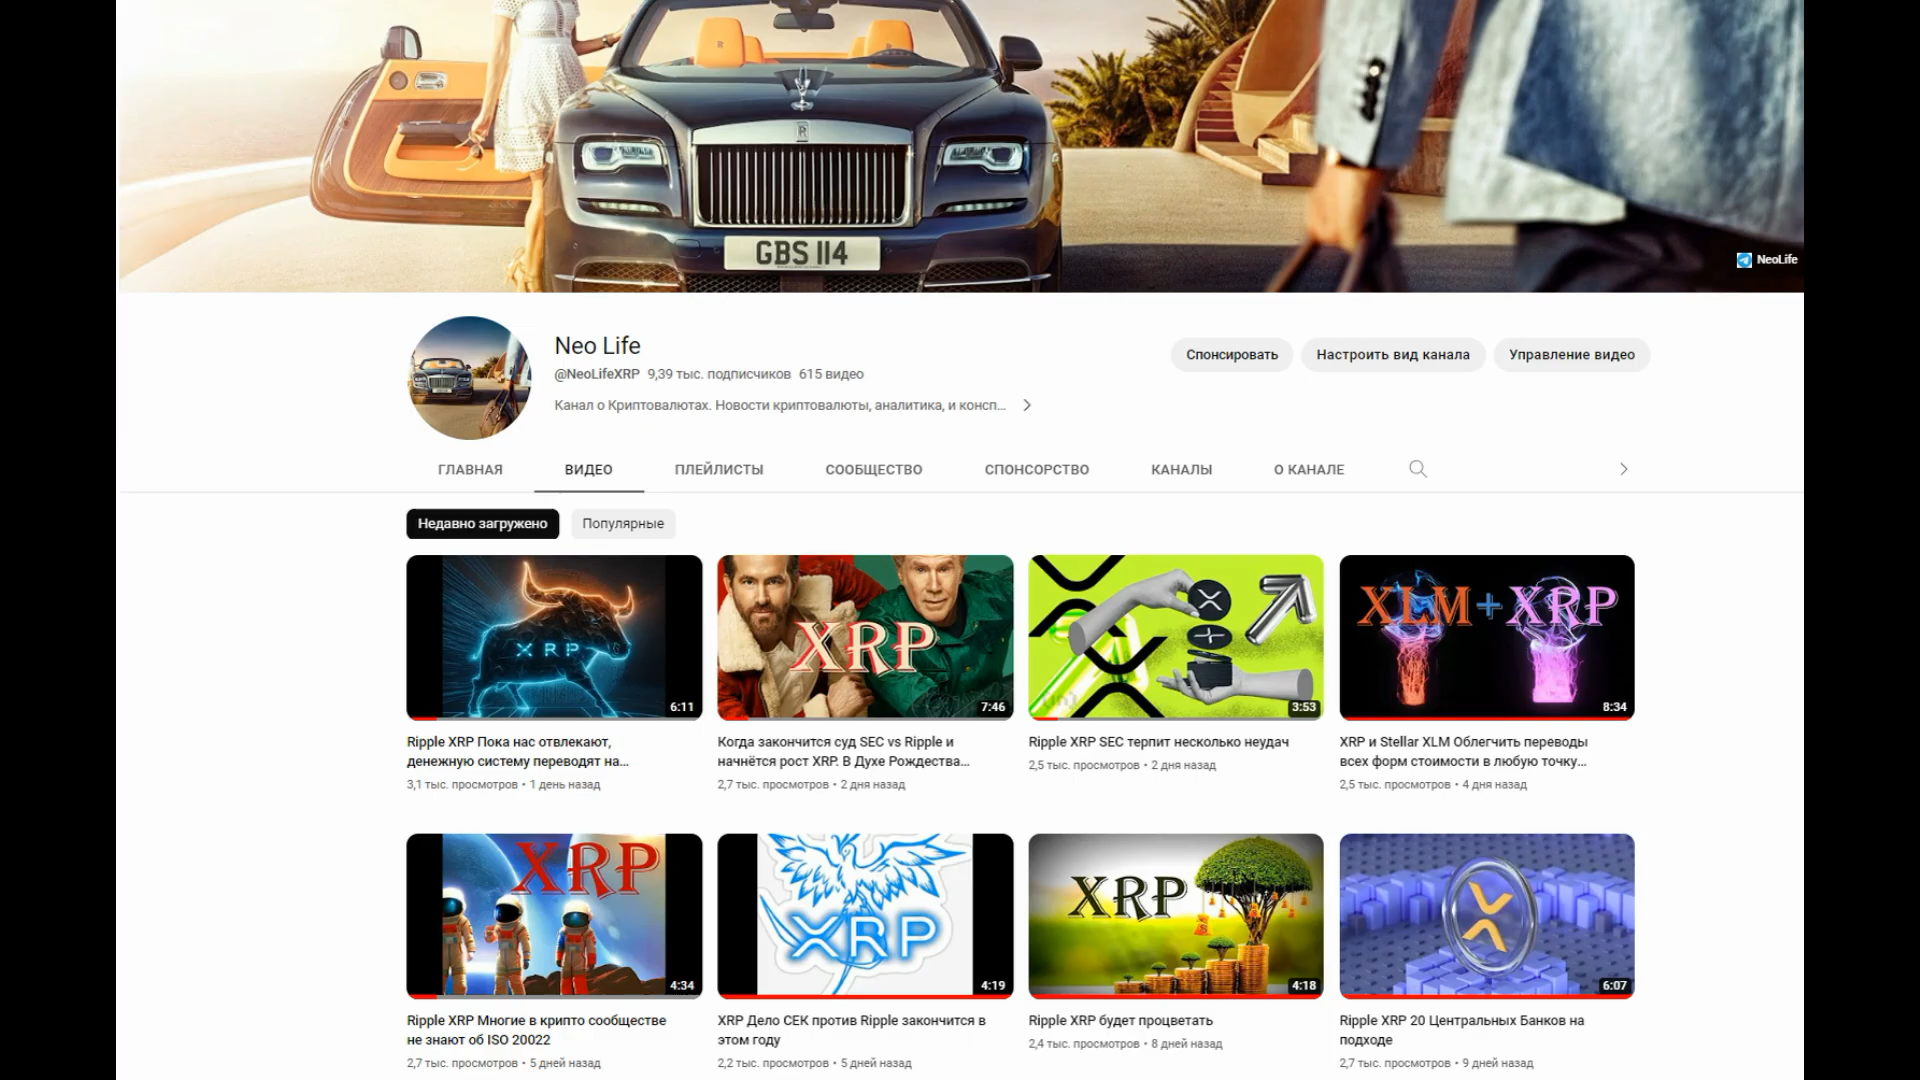 GBS 114
NeoLife
Neo Life
@NeoLifeXRP 9,39 тыс. подписчиков 615 видео
Спонсировать
Настроить вид канала
Управление видео
Канал о Криптовалютах. Новости криптовалюты, аналитика, и консп...
ГЛАВНАЯ
ВИДЕО
ПЛЕЙЛИСТЫ
СООБЩЕСТВО
СПОНСОРСТВО
КАНАЛЫ
О КАНАЛЕ
Недавно загружено
Популярные
XRP
6:11
XRP
7:46
3:53
XLM+XRP
8:34
Ripple XRP Пока нас отвлекают,
денежную систему переводят на...
3,1 тыс. просмотров • 1 день назад
Когда закончится суд SEC vs Ripple и
начнётся рост XRP. В Духе Рождества...
2,7 тыс. просмотров • 2 дня назад
Ripple XRP SEC терпит несколько неудач
2,5 тыс. просмотров • 2 дня назад
XRP и Stellar XLM Облегчить переводы
всех форм стоимости в любую точку...
2,5 тыс. просмотров • 4 дня назад
XRP
4:34
XRP
4:19
XRP
4:18
6:07
Ripple XRP Многие в крипто сообществе
не знают об ISO 20022
2,7 тыс. просмотров • 5 дней назад
XRP Дело СЕК против Ripple закончится в
этом году
2,2 тыс. просмотров • 5 дней назад
Ripple XRP будет процветать
2,4 тыс. просмотров • 8 дней назад
Ripple XRP 20 Центральных Банков на
подходе
2,7 тыс. просмотров • 9 дней назад